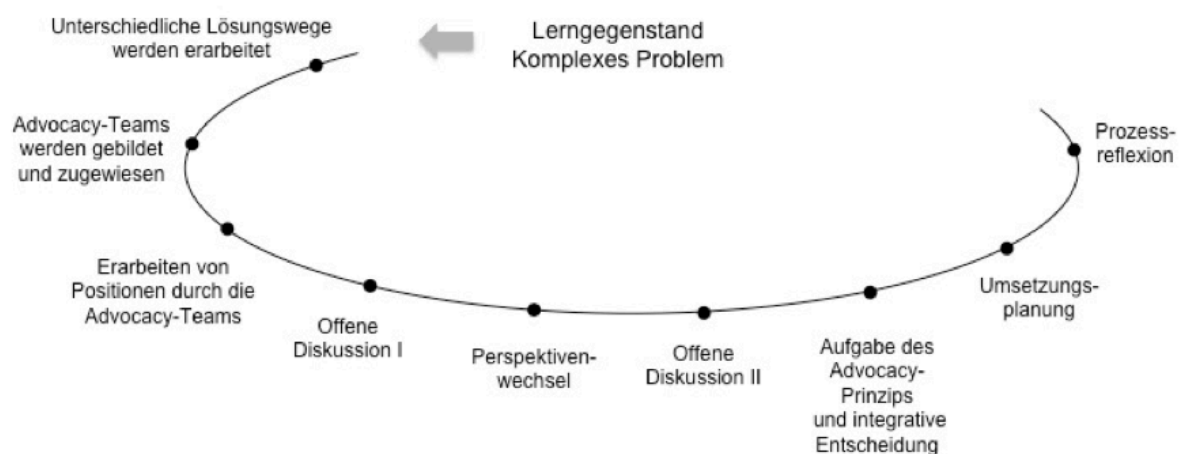 Unterschiedliche Lösungswege
werden erarbeitet
Lerngegenstand
Komplexes Problem
Advocacy-Teams
werden gebildet
und zugewiesen
Erarbeiten von
Positionen durch die
Advocacy-Teams
Offene
Diskussion I
Perspektiven-
wechsel
Offene
Diskussion II
Aufgabe des
Advocacy-
Prinzips
und integrative
Entscheidung
Umsetzungs-
planung
Prozess-
reflexion